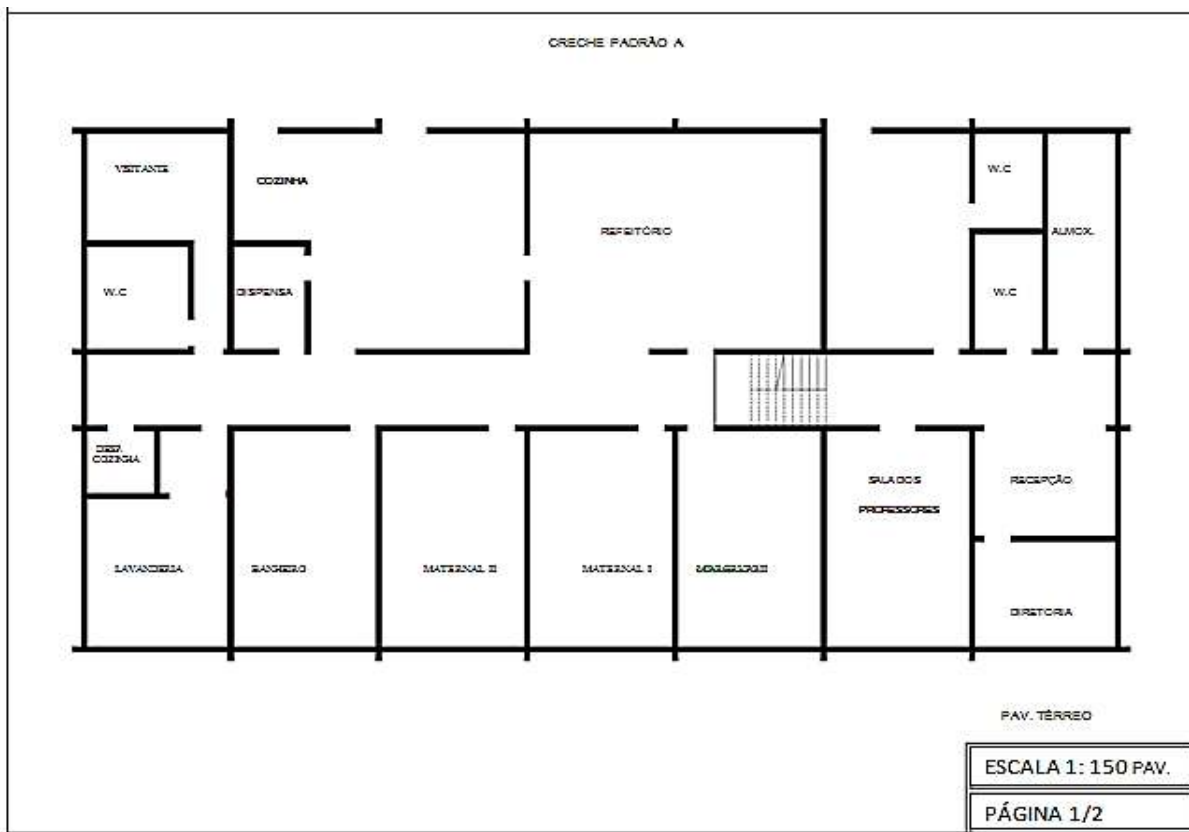 CRECHE PADRÃO A
VISITANTE
COZINHA
W.C
REFEITÓRIO
ALMOX.
W.C
DISPENSA
W.C
COZINHA
SALA DOS
PROFESSORES
RECEPÇÃO
LAVANDERIA
BANHEIRO
MATERNAL II
MATERNAL I
DIRETORIA
PAV. TÉRREO
ESCALA 1: 150 PAV.
PÁGINA 1/2